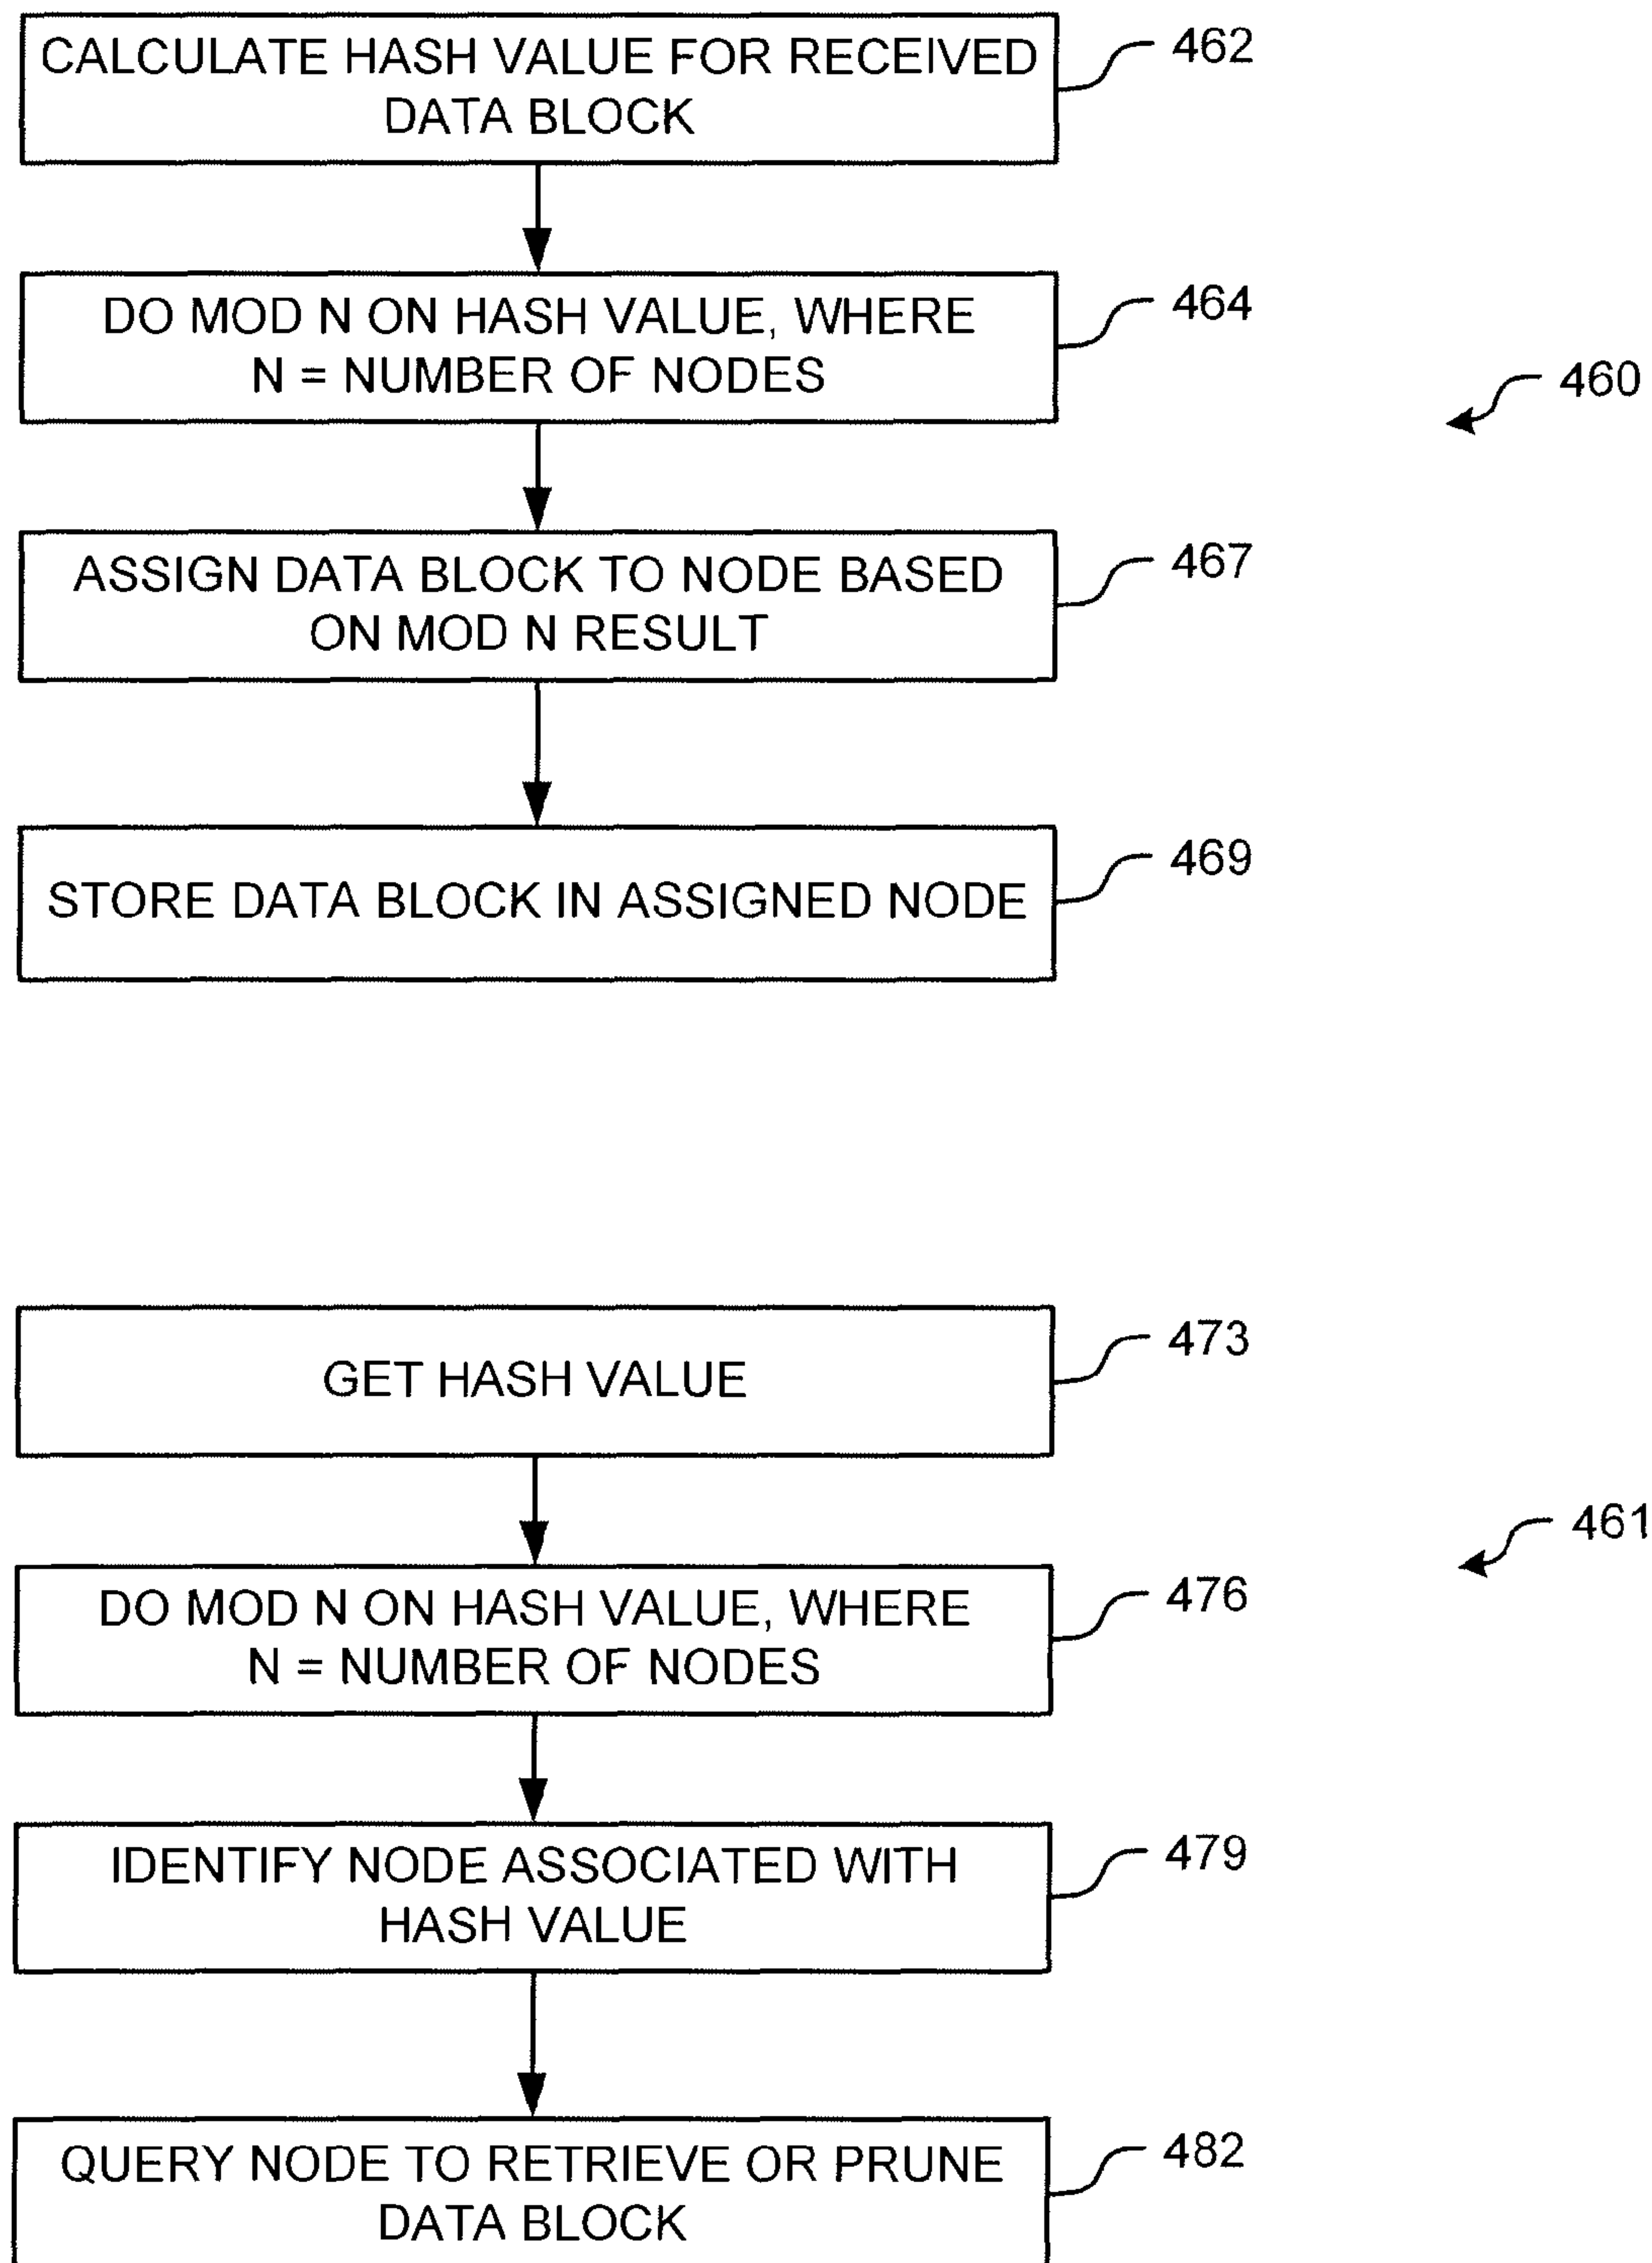 CALCULATE HASH VALUE FOR RECEIVED
DATA BLOCK
462
DO MOD N ON HASH VALUE, WHERE
N = NUMBER OF NODES
464
460
ASSIGN DATA BLOCK TO NODE BASED
ON MOD N RESULT
467
STORE DATA BLOCK IN ASSIGNED NODE
469
GET HASH VALUE
473
461
DO MOD N ON HASH VALUE, WHERE
N = NUMBER OF NODES
476
IDENTIFY NODE ASSOCIATED WITH
HASH VALUE
479
QUERY NODE TO RETRIEVE OR PRUNE
DATA BLOCK
482